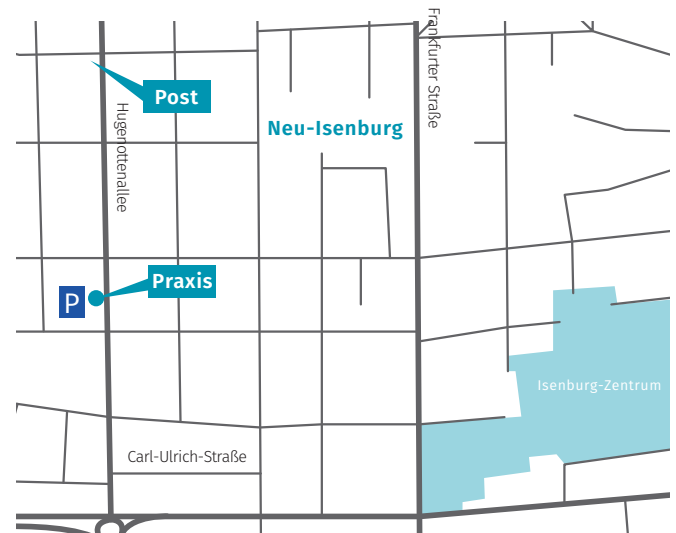 Frankfurter Straße
Post
Hugenottenallee
Neu-Isenburg
Praxis
P
Isenburg-Zentrum
Carl-Ulrich-Straße